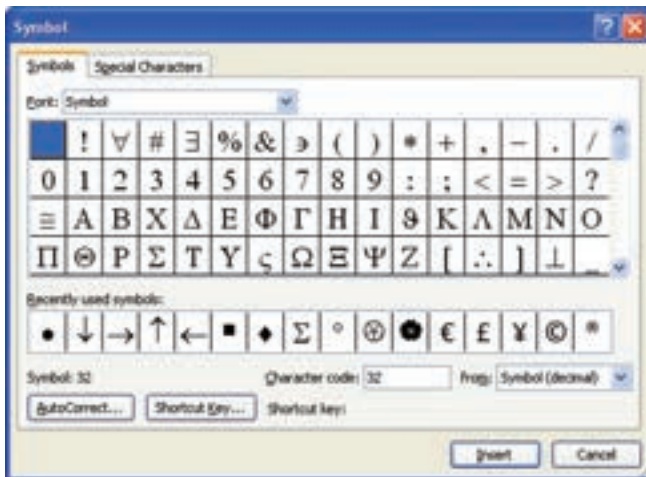 Symbol
Symbols Special Characters
Font: Symbol
! ∀ # ∃ % & ∍ ( ) * + , − . /
0 1 2 3 4 5 6 7 8 9 : ; < = > ?
≅ Α Β Χ Δ Ε Φ Γ Η Ι ϑ Κ Λ Μ Ν Ο
Π Θ Ρ Σ Τ Υ ς Ω Ξ Ψ Ζ [ ∴ ] ⊥ _
Recently used symbols:
● ↓ → ↑ ← ■ ◆ Σ ° € £ ¥ © ®
Symbol: 32 Character code: 32 from: Symbol (decimal)
AutoCorrect... Shortcut Key... Shortcut key:
Insert Cancel